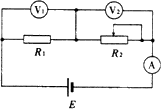 V₁ V₂
R₁ R₂
A
E